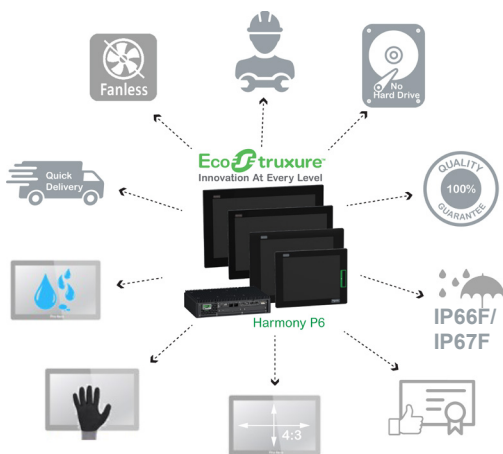 Fanless
No
Hard Drive
EcoStruxure™
Innovation At Every Level
Quick
Delivery
QUALITY
100%
GUARANTEE
IP66F/
IP67F
Harmony P6
4:3